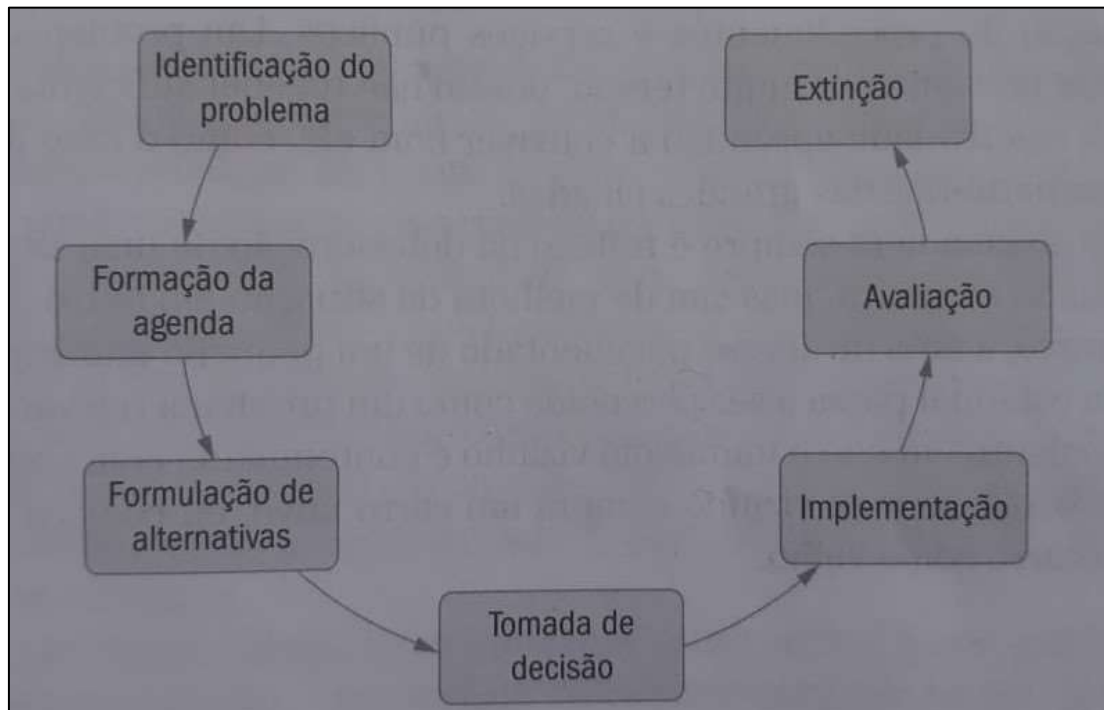 Identificação do
problema
Formação da
agenda
Formulação de
alternativas
Tomada de
decisão
Implementação
Avaliação
Extinção